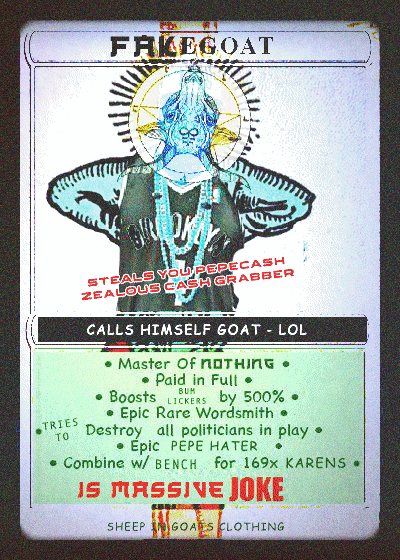 FAKEGOAT
BROOKLYN
STEALS YOU PEPECASH
ZEALOUS CASH GRABBER
CALLS HIMSELF GOAT - LOL
• Master Of NOTHING •
• Paid in Full •
• Boosts BUM LICKERS by 500% •
• Epic Rare Wordsmith •
• TRIES TO Destroy all politicians in play •
• Epic PEPE HATER •
• Combine w/ BENCH for 169x KARENS •
IS MASSIVE JOKE
SHEEP IN GOATS CLOTHING